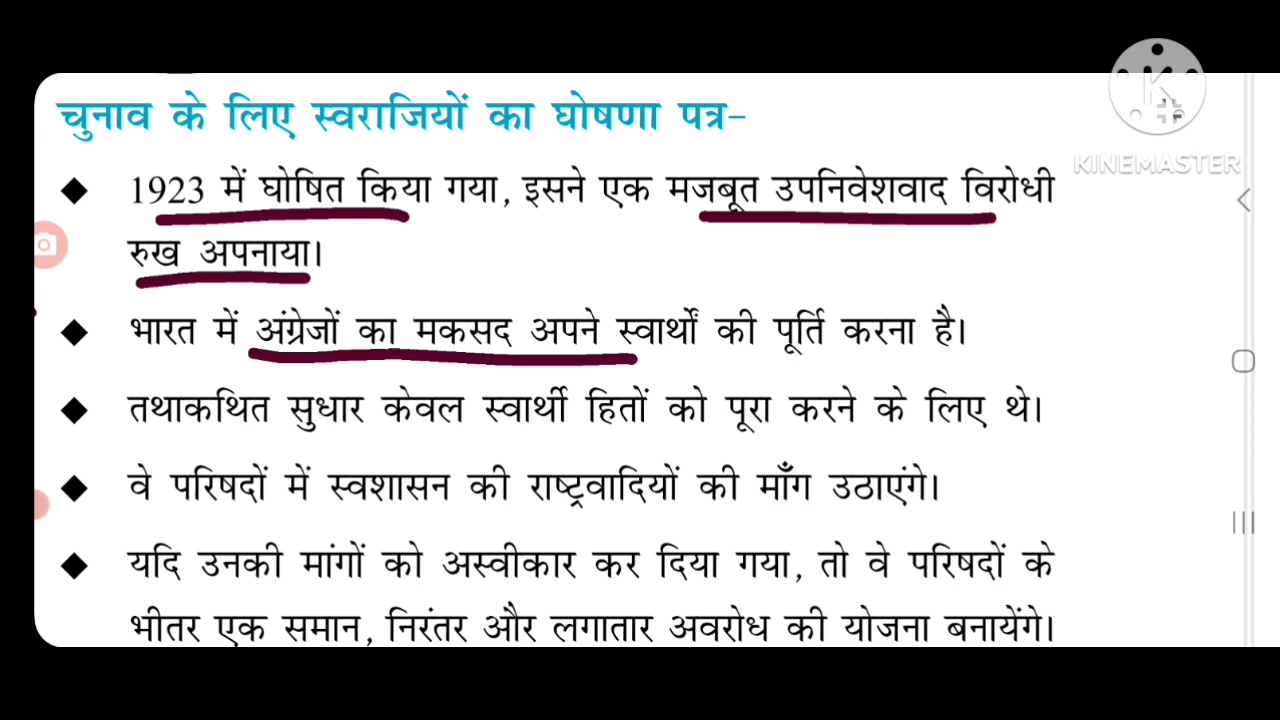 चुनाव के लिए स्वराजियों का घोषणा पत्र-
◆ 1923 में घोषित किया गया, इसने एक मजबूत उपनिवेशवाद विरोधी
रुख अपनाया।
◆ भारत में अंग्रेजों का मकसद अपने स्वार्थों की पूर्ति करना है।
◆ तथाकथित सुधार केवल स्वार्थी हितों को पूरा करने के लिए थे।
◆ वे परिषदों में स्वशासन की राष्ट्रवादियों की माँग उठाएंगे।
◆ यदि उनकी मांगों को अस्वीकार कर दिया गया, तो वे परिषदों के
भीतर एक समान, निरंतर और लगातार अवरोध की योजना बनायेंगे।
KINEMASTER